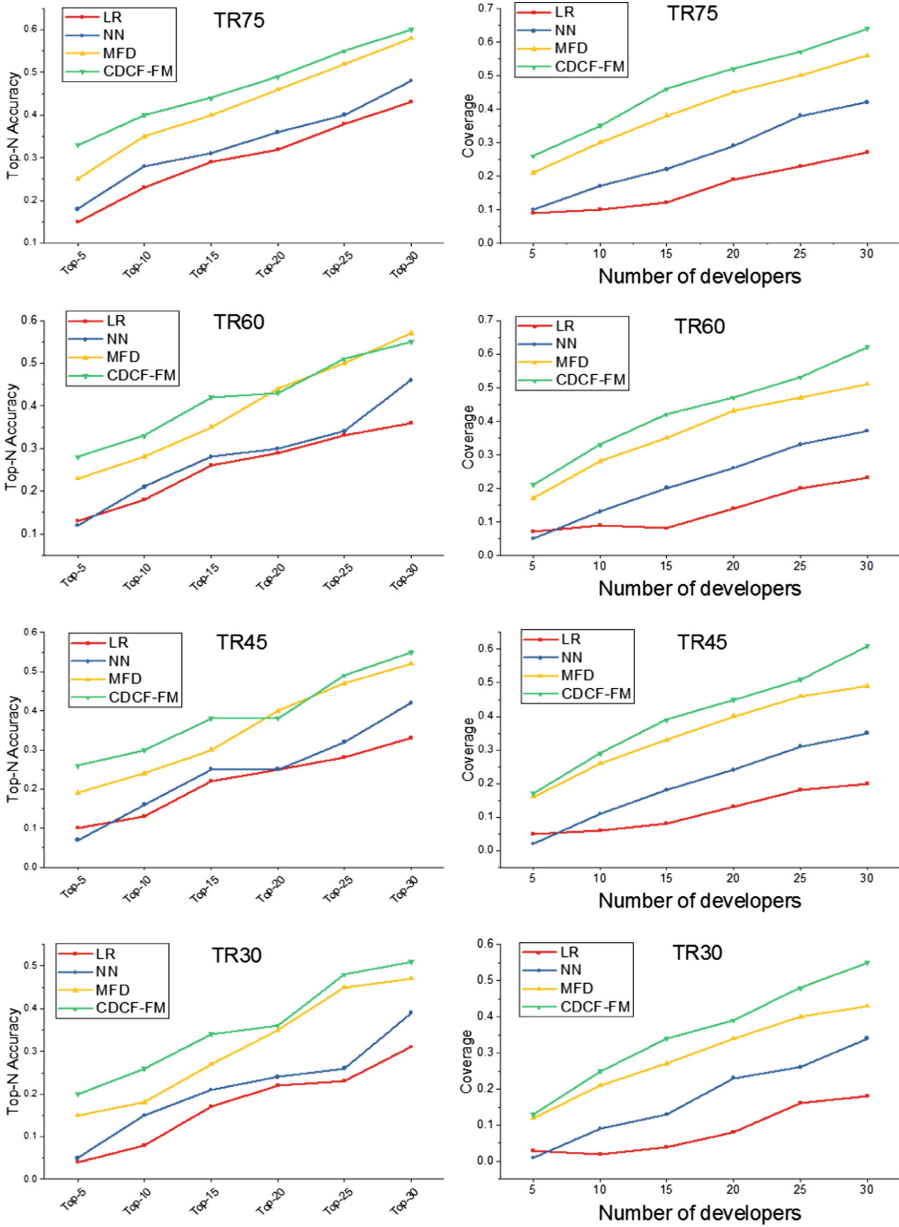 TR75
LR
NN
MFD
CDCF-FM
Top-N Accuracy
0.6
0.5
0.4
0.3
0.2
0.1
Top-5
Top-10
Top-15
Top-20
Top-25
Top-30
TR75
LR
NN
MFD
CDCF-FM
Coverage
0.7
0.6
0.5
0.4
0.3
0.2
0.1
0.0
5
10
15
20
25
30
Number of developers
TR60
LR
NN
MFD
CDCF-FM
Top-N Accuracy
0.6
0.5
0.4
0.3
0.2
0.1
Top-5
Top-10
Top-15
Top-20
Top-25
Top-30
TR60
LR
NN
MFD
CDCF-FM
Coverage
0.7
0.6
0.5
0.4
0.3
0.2
0.1
0.0
5
10
15
20
25
30
Number of developers
TR45
LR
NN
MFD
CDCF-FM
Top-N Accuracy
0.6
0.5
0.4
0.3
0.2
0.1
0.0
Top-5
Top-10
Top-15
Top-20
Top-25
Top-30
TR45
LR
NN
MFD
CDCF-FM
Coverage
0.6
0.5
0.4
0.3
0.2
0.1
0.0
5
10
15
20
25
30
Number of developers
TR30
LR
NN
MFD
CDCF-FM
Top-N Accuracy
0.5
0.4
0.3
0.2
0.1
0.0
Top-5
Top-10
Top-15
Top-20
Top-25
Top-30
TR30
LR
NN
MFD
CDCF-FM
Coverage
0.6
0.5
0.4
0.3
0.2
0.1
0.0
5
10
15
20
25
30
Number of developers